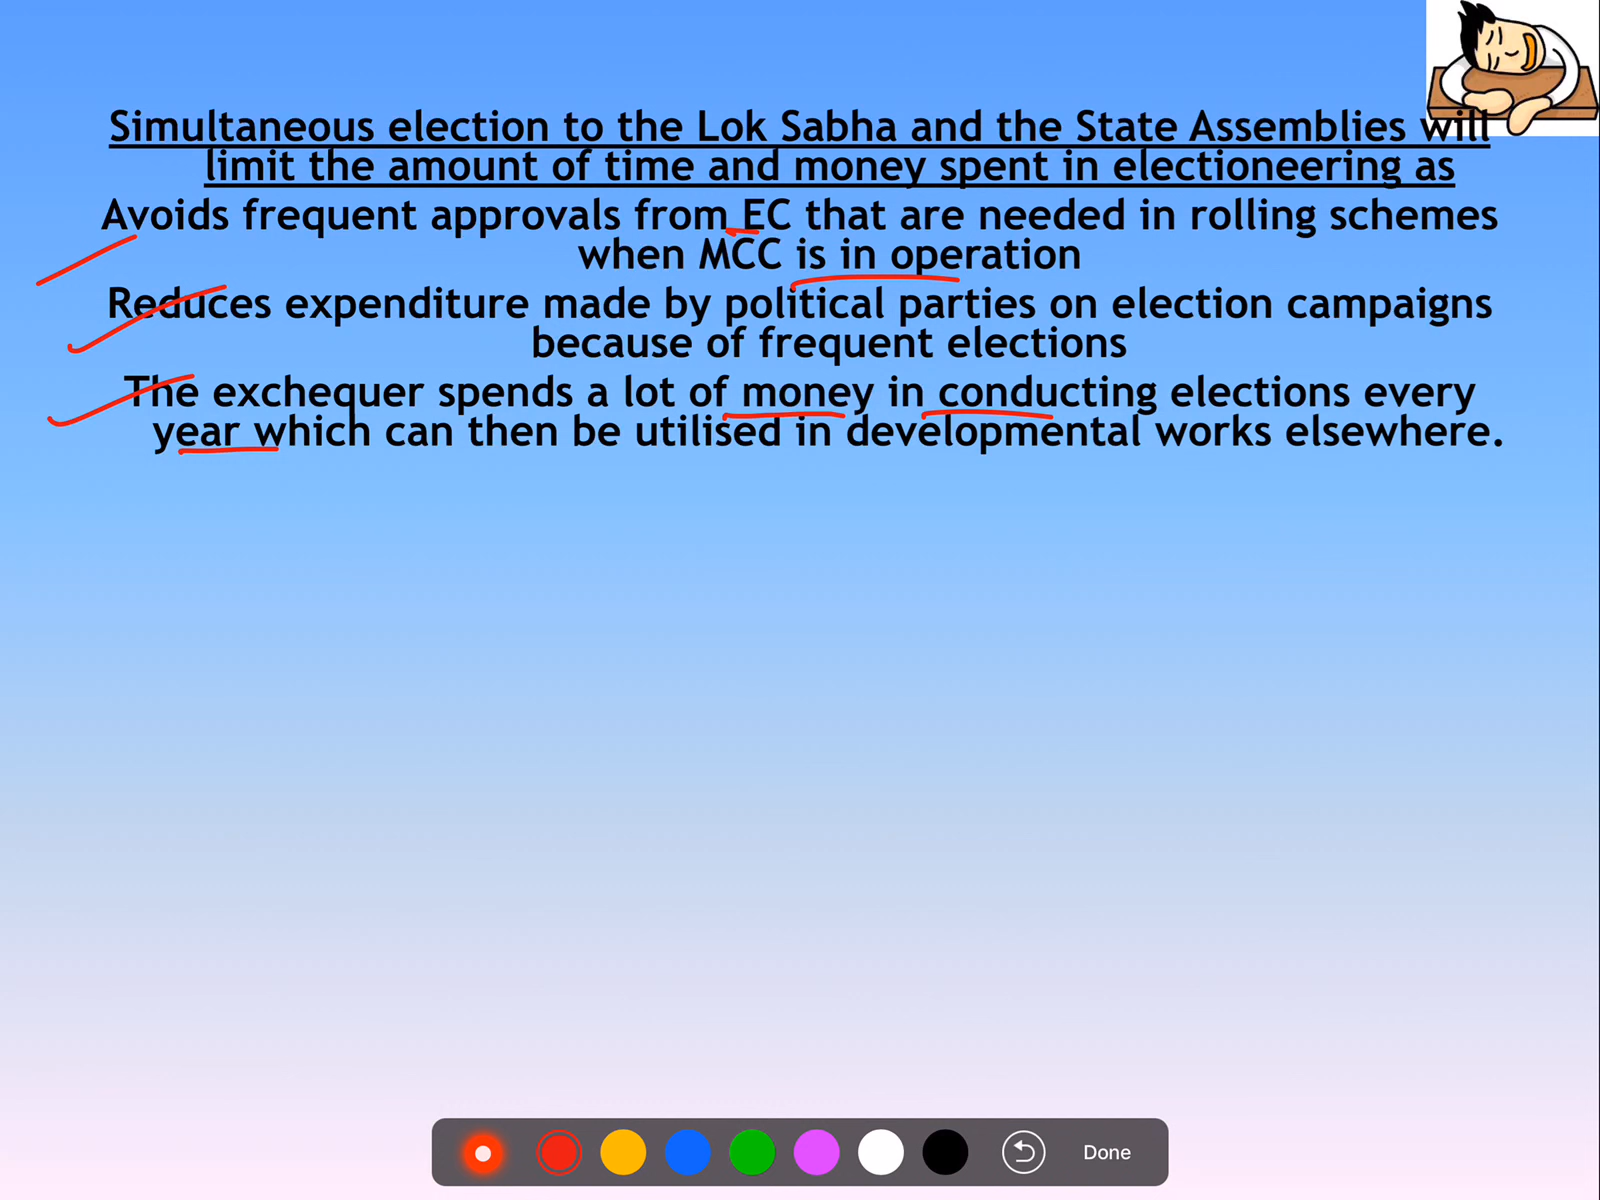 Simultaneous election to the Lok Sabha and the State Assemblies will
limit the amount of time and money spent in electioneering as
Avoids frequent approvals from EC that are needed in rolling schemes
when MCC is in operation
Reduces expenditure made by political parties on election campaigns
because of frequent elections
The exchequer spends a lot of money in conducting elections every
year which can then be utilised in developmental works elsewhere.
Done